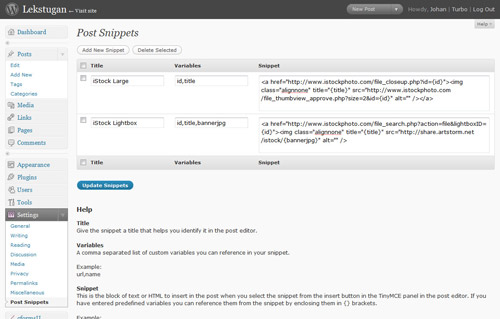 Lekstugan ← Visit site
New Post
Howdy, Johan | Turbo | Log Out
Help
Dashboard
Posts
Edit
Add New
Tags
Categories
Media
Links
Pages
Comments
Appearance
Plugins
Users
Tools
Settings
General
Writing
Reading
Discussion
Media
Privacy
Permalinks
Miscellaneous
Post Snippets
Post Snippets
Add New Snippet Delete Selected
Title Variables Snippet
iStock Large
id,title
<a href="http://www.istockphoto.com/file_closeup.php?id={id}"><img
class="alignnone" title="{title}" src="http://www.istockphoto.com
/file_thumbview_approve.php?size=2&id={id}" alt="" /></a>
iStock Lightbox
id,title,bannerjpg
<a href="http://www.istockphoto.com/file_search.php?action=file&lightboxID=
{id}"><img class="alignnone" title="{title}" src="http://share.artstorm.net
/istock/{bannerjpg}" alt="" />
Title Variables Snippet
Update Snippets
Help
Title
Give the snippet a title that helps you identify it in the post editor.
Variables
A comma separated list of custom variables you can reference in your snippet.
Example:
url,name
Snippet
This is the block of text or HTML to insert in the post when you select the snippet from the insert button in the TinyMCE panel in the post editor. If you
have entered predefined variables you can reference them from the snippet by enclosing them in {} brackets.
Example: